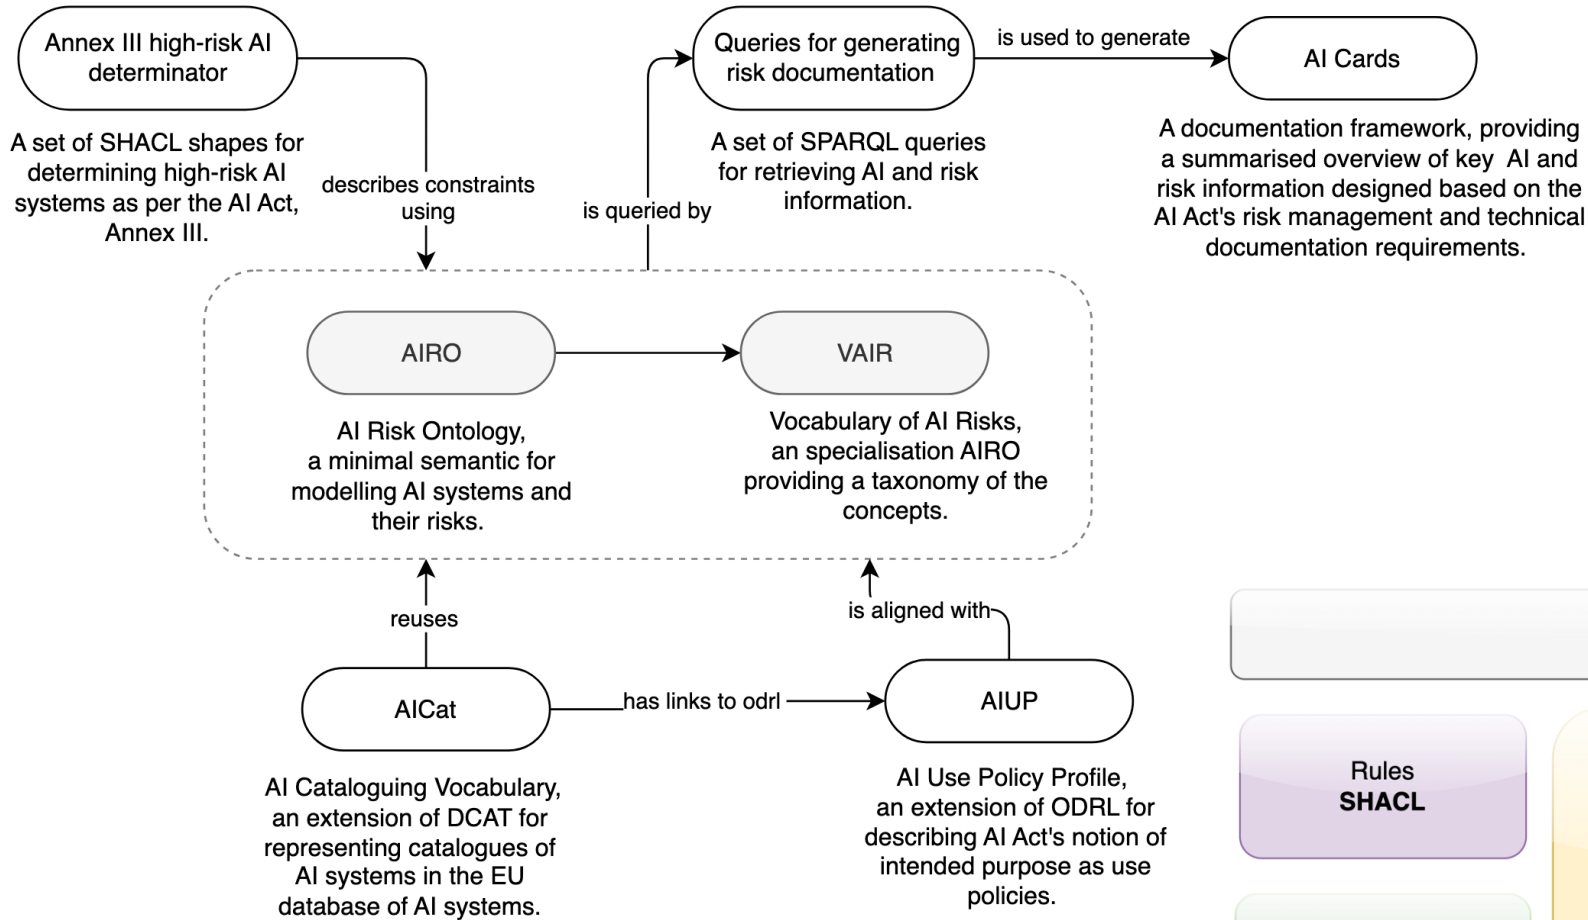 Annex III high-risk AI
determinator
A set of SHACL shapes for
determining high-risk AI
systems as per the AI Act,
Annex III.
describes constraints
using
is queried by
Queries for generating
risk documentation
A set of SPARQL queries
for retrieving AI and risk
information.
is used to generate
AI Cards
A documentation framework, providing
a summarised overview of key AI and
risk information designed based on the
AI Act's risk management and technical
documentation requirements.
AIRO
AI Risk Ontology,
a minimal semantic for
modelling AI systems and
their risks.
VAIR
Vocabulary of AI Risks,
an specialisation AIRO
providing a taxonomy of the
concepts.
reuses
is aligned with
AICat
has links to odrl
AIUP
AI Cataloguing Vocabulary,
an extension of DCAT for
representing catalogues of
AI systems in the EU
database of AI systems.
AI Use Policy Profile,
an extension of ODRL for
describing AI Act's notion of
intended purpose as use
policies.
Rules
SHACL